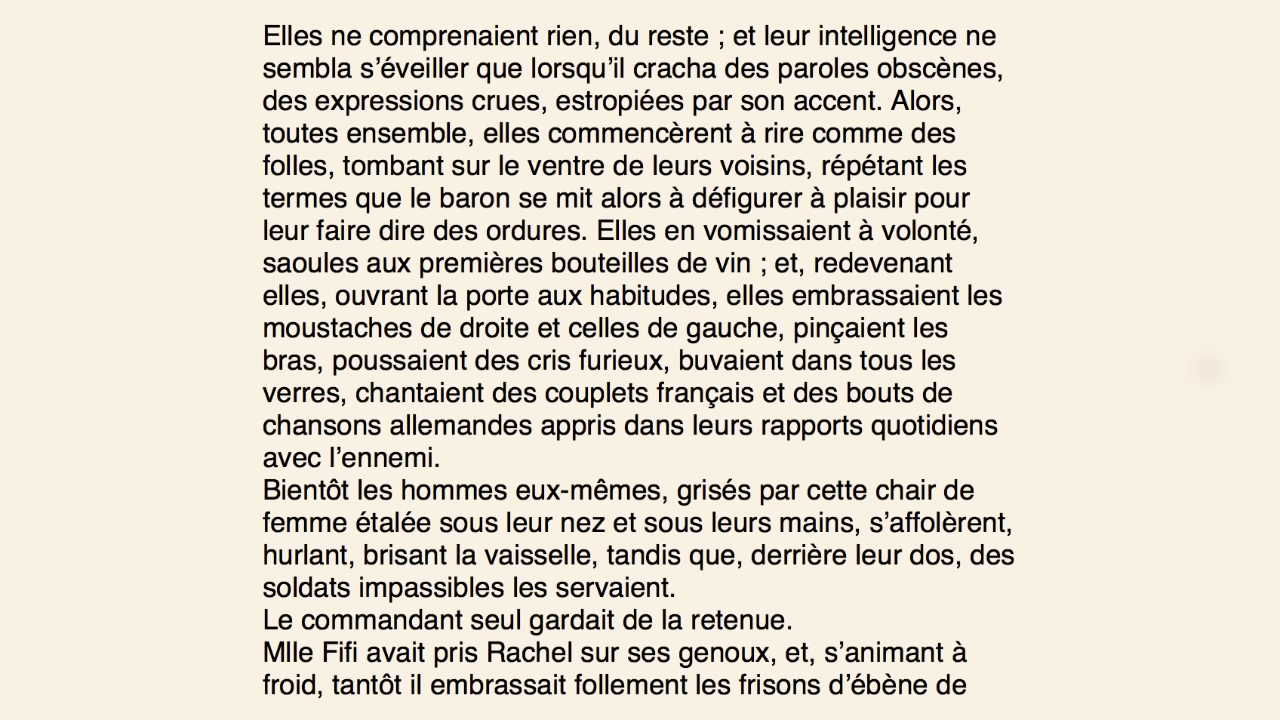 Elles ne comprenaient rien, du reste ; et leur intelligence ne
sembla s’éveiller que lorsqu’il cracha des paroles obscènes,
des expressions crues, estropiées par son accent. Alors,
toutes ensemble, elles commencèrent à rire comme des
folles, tombant sur le ventre de leurs voisins, répétant les
termes que le baron se mit alors à défigurer à plaisir pour
leur faire dire des ordures. Elles en vomissaient à volonté,
saoules aux premières bouteilles de vin ; et, redevenant
elles, ouvrant la porte aux habitudes, elles embrassaient les
moustaches de droite et celles de gauche, pinçaient les
bras, poussaient des cris furieux, buvaient dans tous les
verres, chantaient des couplets français et des bouts de
chansons allemandes appris dans leurs rapports quotidiens
avec l’ennemi.
Bientôt les hommes eux-mêmes, grisés par cette chair de
femme étalée sous leur nez et sous leurs mains, s’affolèrent,
hurlant, brisant la vaisselle, tandis que, derrière leur dos, des
soldats impassibles les servaient.
Le commandant seul gardait de la retenue.
Mlle Fifi avait pris Rachel sur ses genoux, et, s’animant à
froid, tantôt il embrassait follement les frisons d’ébène de